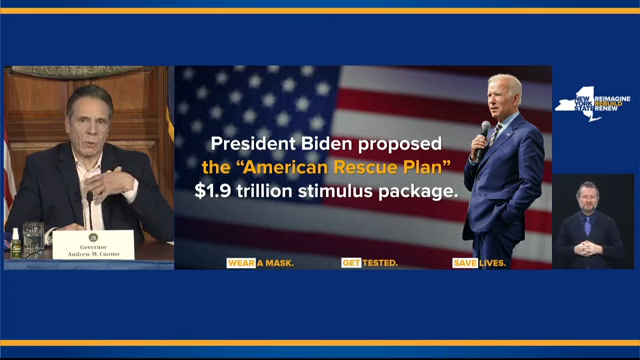 President Biden proposed
the “American Rescue Plan”
$1.9 trillion stimulus package.
WEAR A MASK. GET TESTED. SAVE LIVES.
Governor
Andrew M. Cuomo
NEW
YORK
STATE
REIMAGINE
REBUILD
RENEW